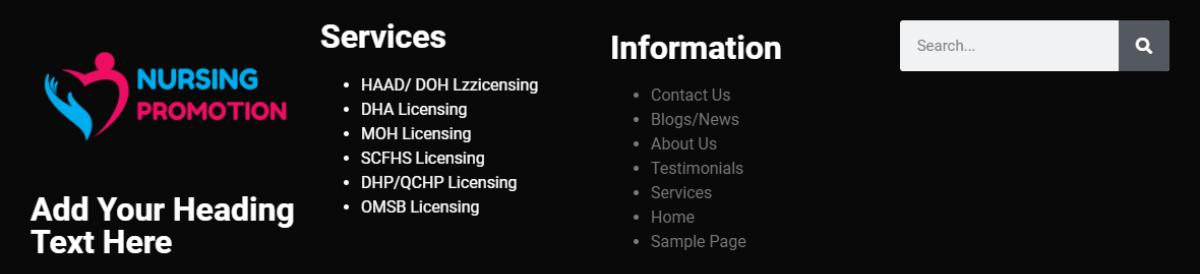 NURSING
PROMOTION
Add Your Heading
Text Here
Services
HAAD/ DOH Lzzicensing
DHA Licensing
MOH Licensing
SCFHS Licensing
DHP/QCHP Licensing
OMSB Licensing
Information
Contact Us
Blogs/News
About Us
Testimonials
Services
Home
Sample Page
Search...